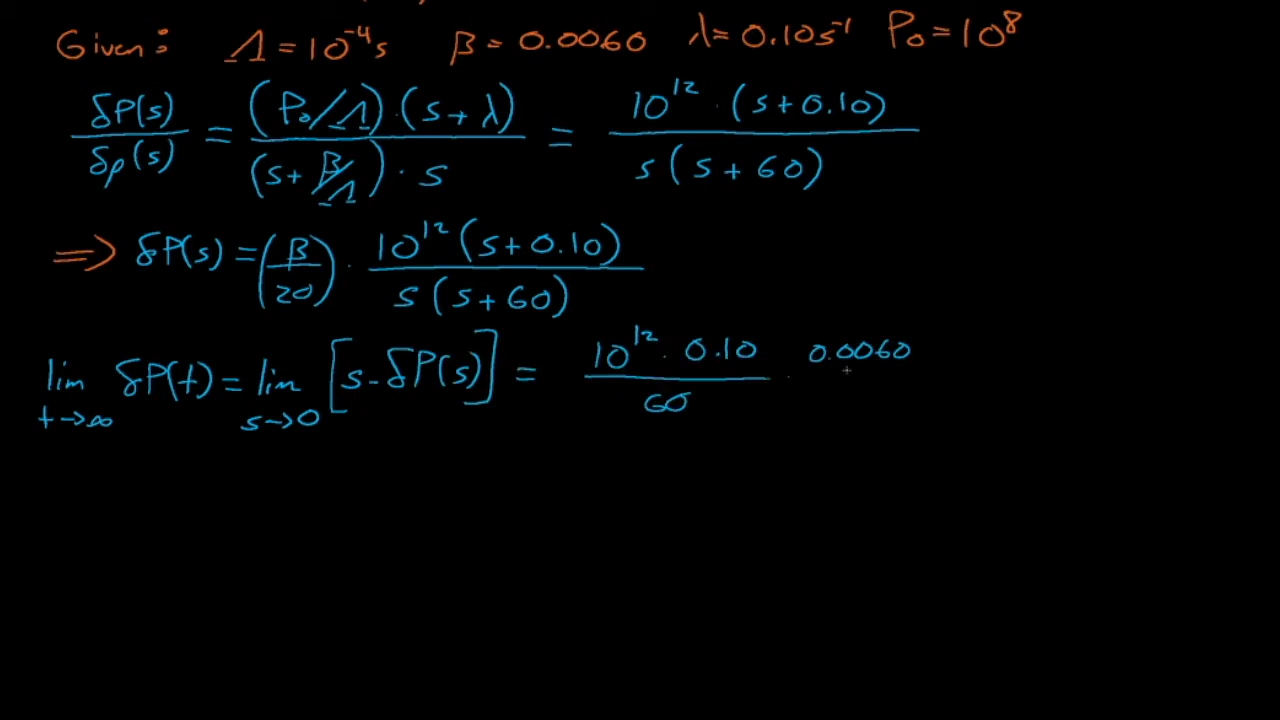 Given: Λ = 10⁻⁴s β = 0.0060 λ = 0.10s⁻¹ P₀ = 10⁸
δP(s)/δρ(s) = (P₀/Λ)·(s+λ) / (s+β/Λ)·s = 10¹²·(s+0.10) / s(s+60)
⇒ δP(s) = (β/20) · 10¹²(s+0.10) / s(s+60)
lim t→∞ δP(t) = lim s→0 [s·δP(s)] = 10¹²·0.10 / 60 · 0.0060